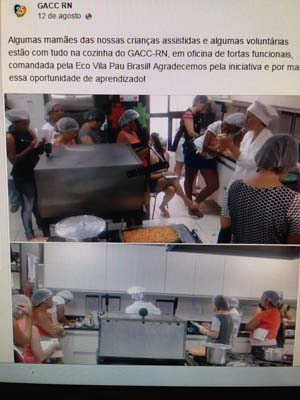 GACC RN
12 de agosto
Algumas mamães das nossas crianças assistidas e algumas voluntárias
estão com tudo na cozinha do GACC-RN, em oficina de tortas funcionais,
comandada pela Eco Vila Pau Brasil! Agradecemos pela iniciativa e por
essa oportunidade de aprendizado!